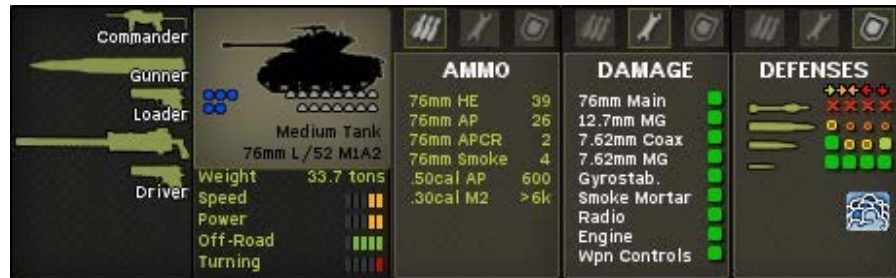 Commander
Gunner
Loader
Driver
Medium Tank
76mm L/52 M1A2
Weight 33.7 tons
Speed
Power
Off-Road
Turning
AMMO
76mm HE 39
76mm AP 26
76mm APCR 2
76mm Smoke 4
.50cal AP 600
.30cal M2 >6k
DAMAGE
76mm Main
12.7mm MG
7.62mm Coax
7.62mm MG
Gyrostab.
Smoke Mortar
Radio
Engine
Wpn Controls
DEFENSES